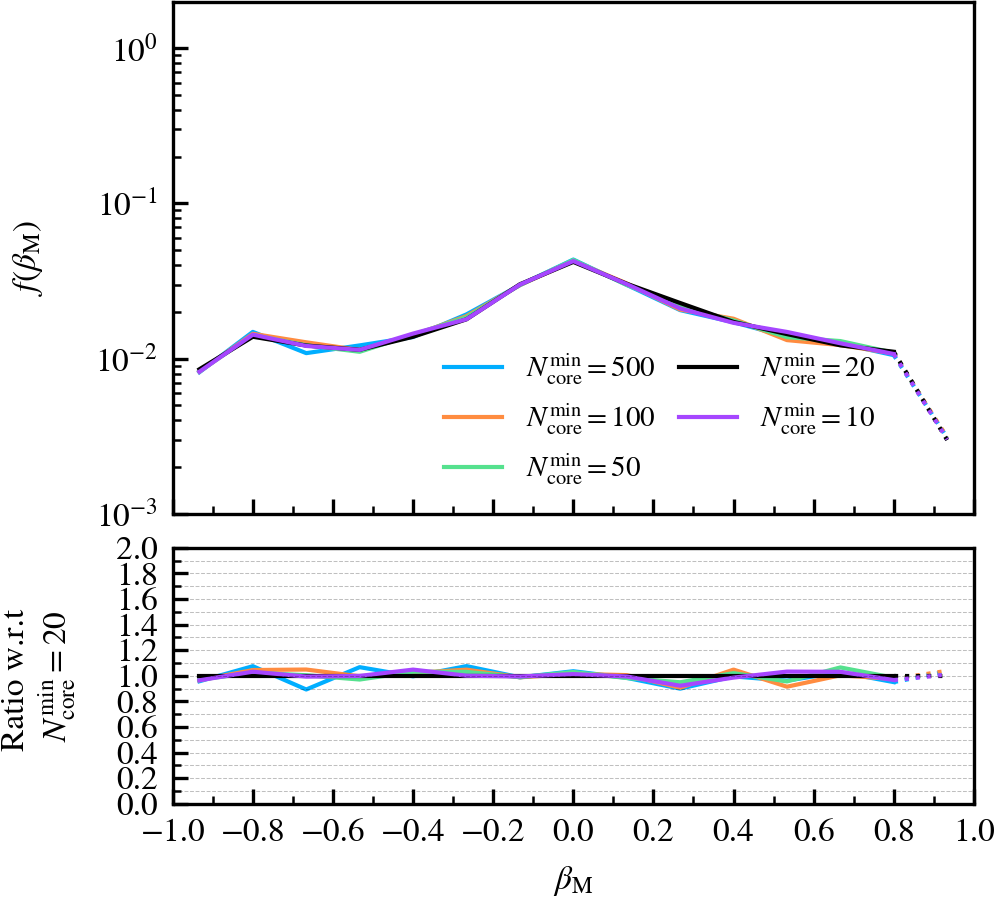 10⁰
10⁻¹
10⁻²
10⁻³
f(β_M)
N_core^min = 500
N_core^min = 100
N_core^min = 50
N_core^min = 20
N_core^min = 10
2.0
1.8
1.6
1.4
1.2
1.0
0.8
0.6
0.4
0.2
0.0
Ratio w.r.t
N_core^min = 20
−1.0 −0.8 −0.6 −0.4 −0.2 0.0 0.2 0.4 0.6 0.8 1.0
β_M